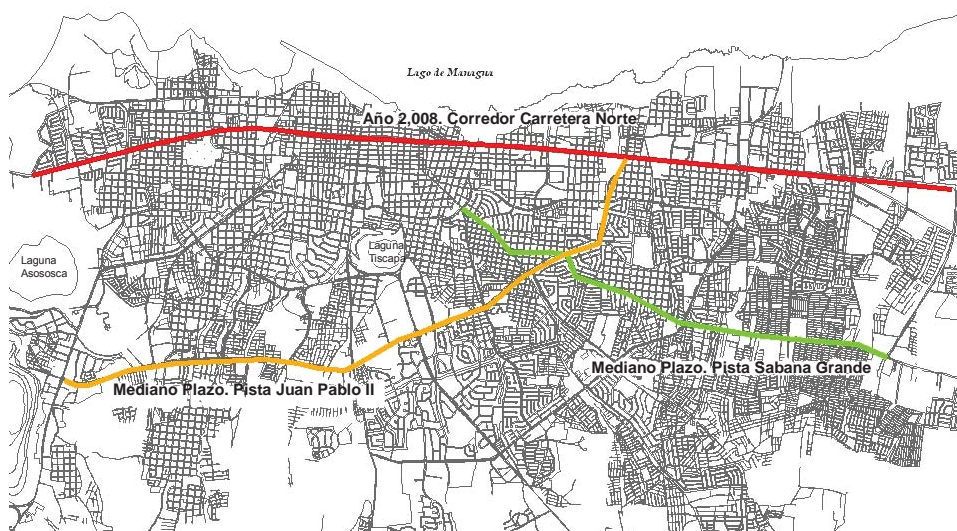 Lago de Managua
Año 2,008. Corredor Carretera Norte
Laguna
Tiscapa
Laguna
Asososca
Mediano Plazo. Pista Sabana Grande
Mediano Plazo. Pista Juan Pablo II